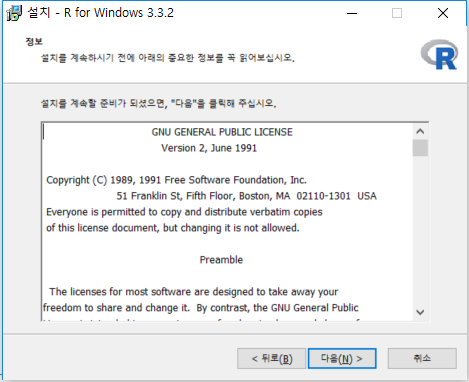 설치 - R for Windows 3.3.2
정보
설치를 계속하시기 전에 아래의 중요한 정보를 꼭 읽어보십시오.
R
설치를 계속할 준비가 되셨으면, "다음"을 클릭해 주십시오.
GNU GENERAL PUBLIC LICENSE
Version 2, June 1991
Copyright (C) 1989, 1991 Free Software Foundation, Inc.
51 Franklin St, Fifth Floor, Boston, MA 02110-1301 USA
Everyone is permitted to copy and distribute verbatim copies
of this license document, but changing it is not allowed.
Preamble
The licenses for most software are designed to take away your
freedom to share and change it. By contrast, the GNU General Public
< 뒤로(B)
다음(N) >
취소